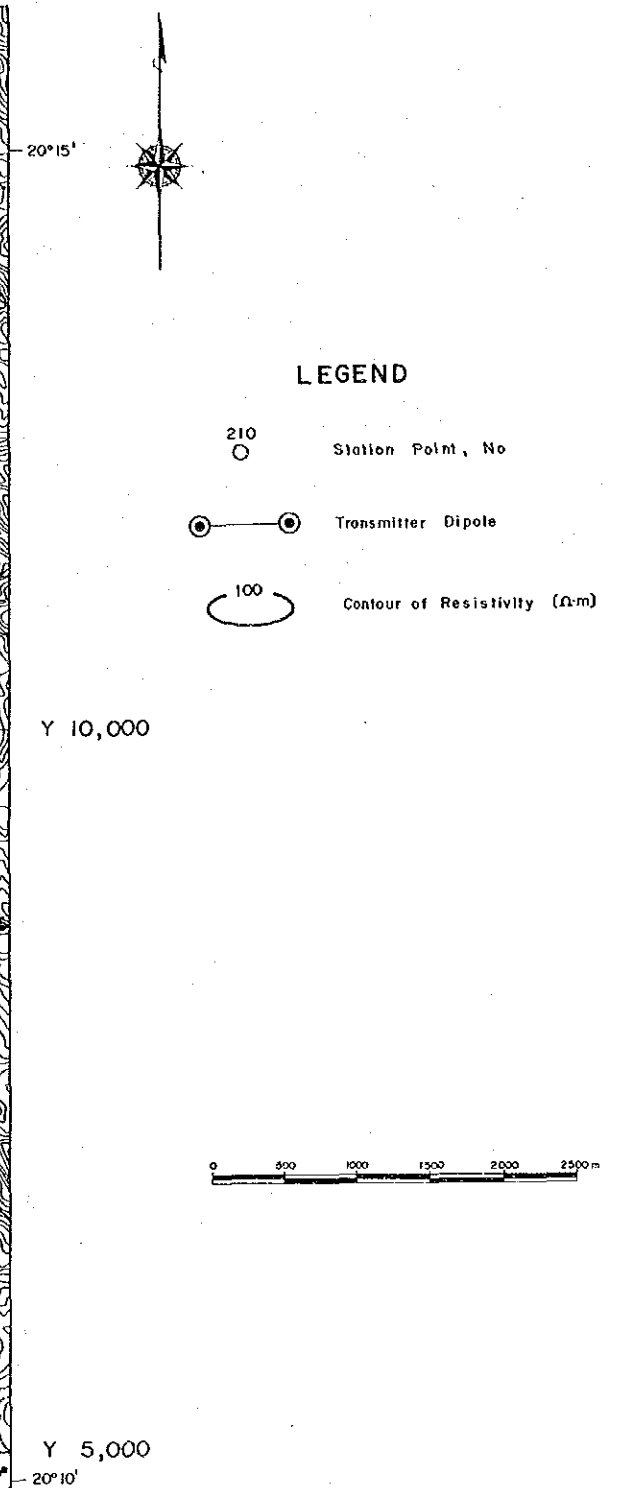 20°15'
LEGEND
210
Station Point, No
Transmitter Dipole
100
Contour of Resistivity (Ω·m)
Y 10,000
0 500 1000 1500 2000 2500 m
Y 5,000
20°10'